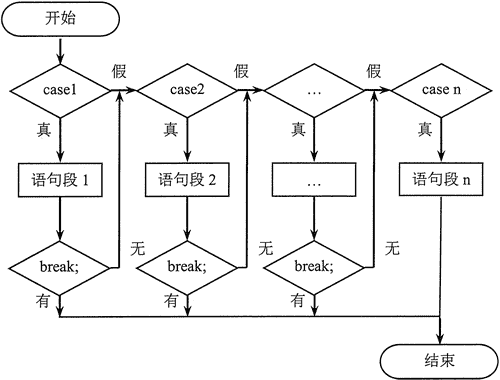 开始
假 假 假
case1 case2 … case n
真 真 真 真
语句段 1 语句段 2 … 语句段 n
无 无 无
break; break; break;
有 有 有
结束